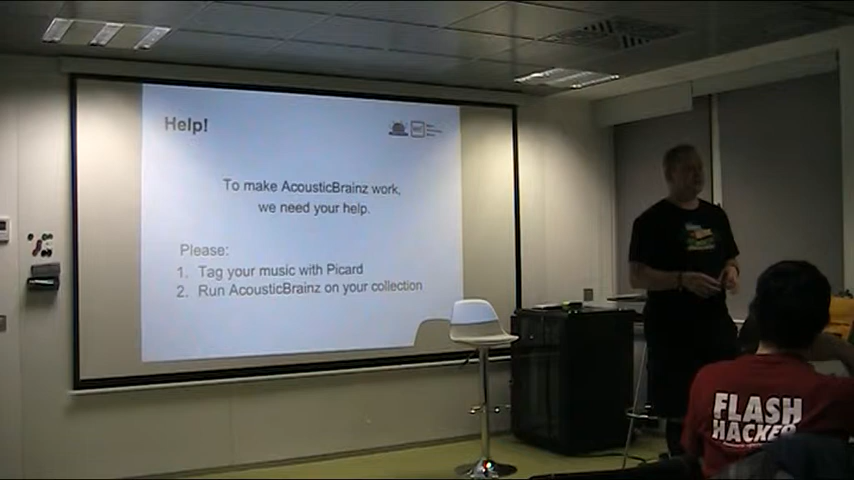 Help!
To make AcousticBrainz work,
we need your help.
Please:
1. Tag your music with Picard
2. Run AcousticBrainz on your collection
FLASH
HACKER